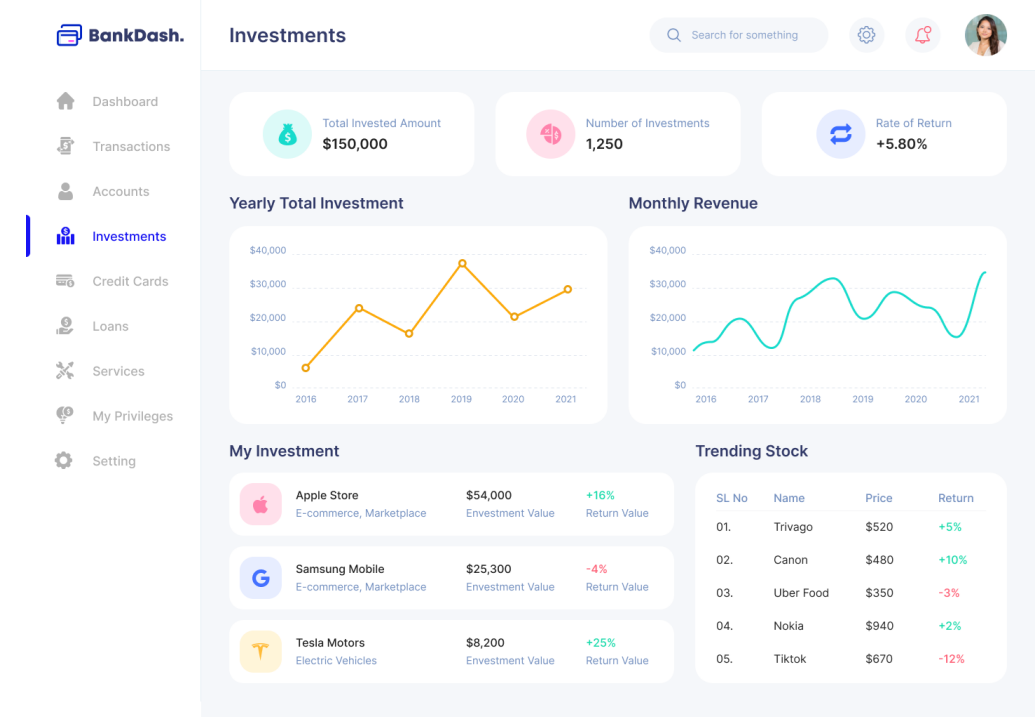 BankDash.
Investments
Search for something
Dashboard
Transactions
Accounts
Investments
Credit Cards
Loans
Services
My Privileges
Setting
Total Invested Amount
$150,000
Number of Investments
1,250
Rate of Return
+5.80%
Yearly Total Investment
$40,000
$30,000
$20,000
$10,000
$0
2016 2017 2018 2019 2020 2021
Monthly Revenue
$40,000
$30,000
$20,000
$10,000
$0
2016 2017 2018 2019 2020 2021
My Investment
Apple Store $54,000 +16%
E-commerce, Marketplace Envestment Value Return Value
G
Samsung Mobile $25,300 -4%
E-commerce, Marketplace Envestment Value Return Value
Tesla Motors $8,200 +25%
Electric Vehicles Envestment Value Return Value
Trending Stock
SL No Name Price Return
01. Trivago $520 +5%
02. Canon $480 +10%
03. Uber Food $350 -3%
04. Nokia $940 +2%
05. Tiktok $670 -12%